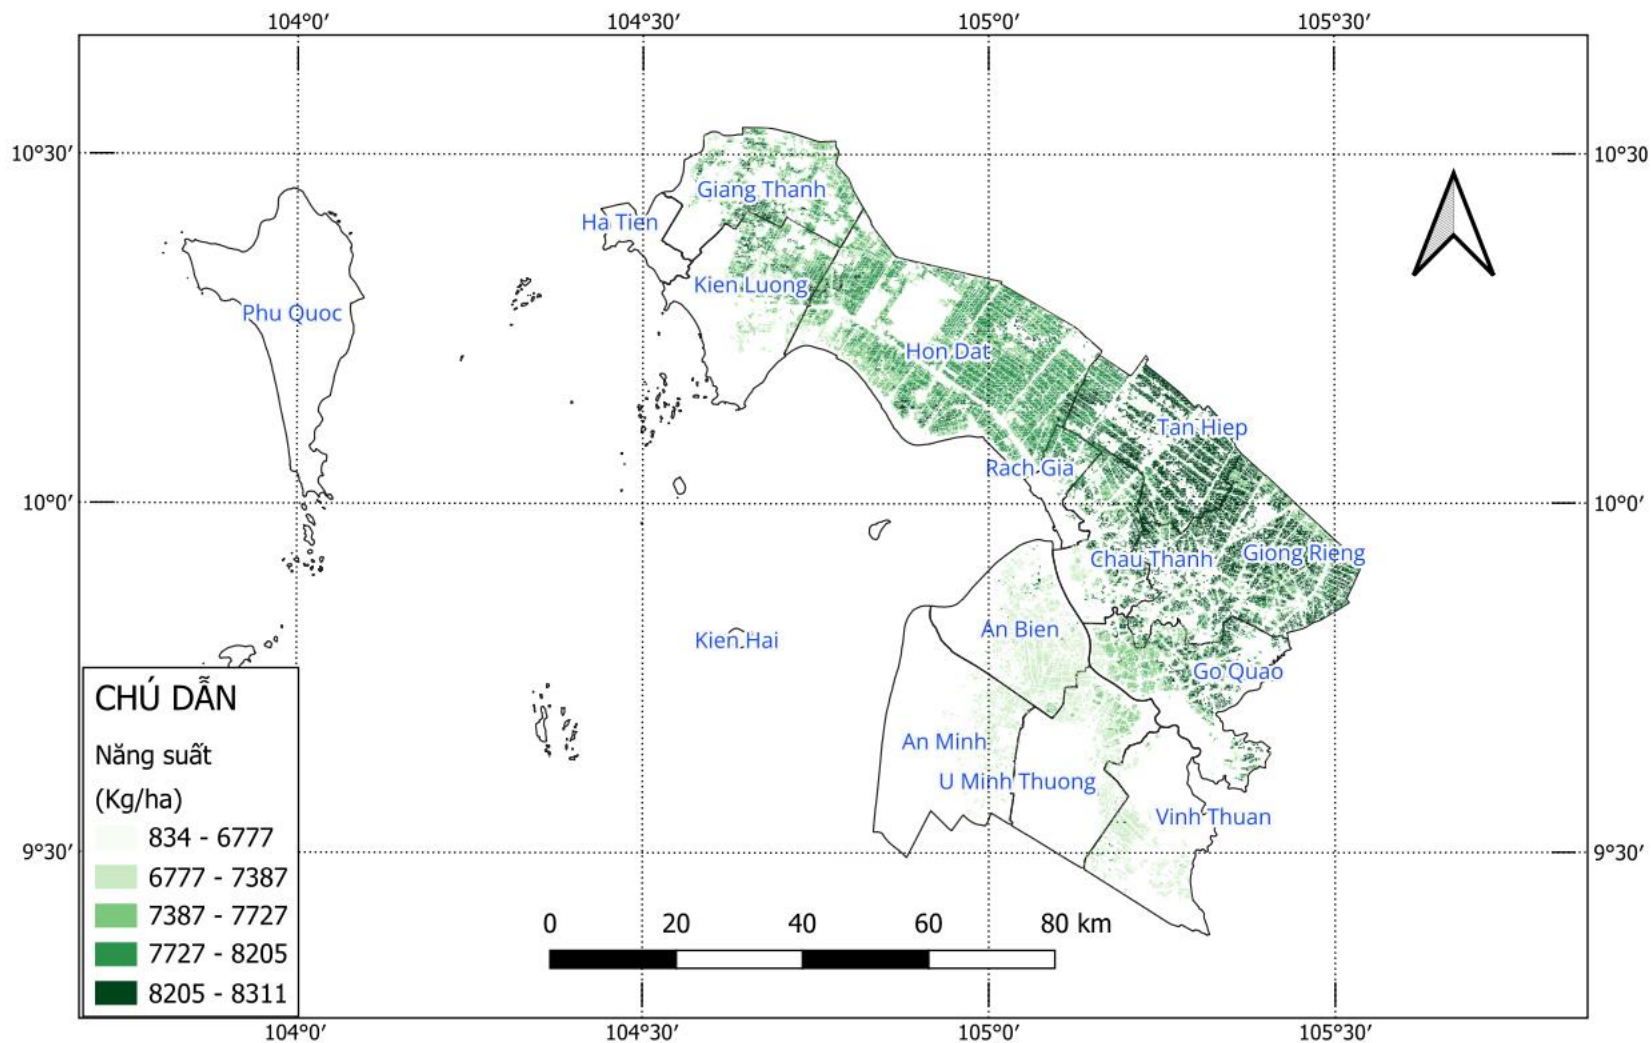 104°0′ 104°30′ 105°0′ 105°30′
10°30′ 10°30
Giang Thanh
Ha Tien
Kien Luong
Phu Quoc
Hon Dat
Tan Hiep
Rach Gia
10°0′ 10°0′
Chau Thanh Giong Rieng
An Bien
Kien Hai
Go Quao
An Minh
U Minh Thuong
Vinh Thuan
9°30′ 9°30′
CHÚ DẪN
Năng suất
(Kg/ha)
834 - 6777
6777 - 7387
7387 - 7727
7727 - 8205
8205 - 8311
0 20 40 60 80 km
104°0′ 104°30′ 105°0′ 105°30′